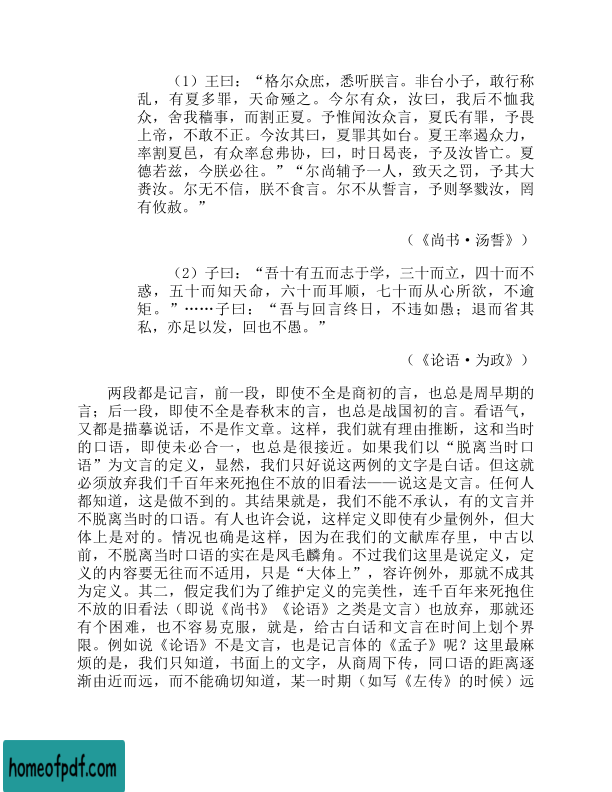 （1）王曰：“格尔众庶，悉听朕言。非台小子，敢行称
乱，有夏多罪，天命殛之。今尔有众，汝曰，我后不恤我
众，舍我穑事，而割正夏。予惟闻汝众言，夏氏有罪，予畏
上帝，不敢不正。今汝其曰，夏罪其如台。夏王率遏众力，
率割夏邑，有众率怠弗协，曰，时日曷丧，予及汝皆亡。夏
德若兹，今朕必往。”“尔尚辅予一人，致天之罚，予其大
赉汝。尔无不信，朕不食言。尔不从誓言，予则孥戮汝，罔
有攸赦。”
（《尚书·汤誓》）
（2）子曰：“吾十有五而志于学，三十而立，四十而不
惑，五十而知天命，六十而耳顺，七十而从心所欲，不逾
矩。”……子曰：“吾与回言终日，不违如愚；退而省其
私，亦足以发，回也不愚。”
（《论语·为政》）
两段都是记言，前一段，即使不全是商初的言，也总是周早期的
言；后一段，即使不全是春秋末的言，也总是战国初的言。看语气，
又都是描摹说话，不是作文章。这样，我们就有理由推断，这和当时
的口语，即使未必合一，也总是很接近。如果我们以“脱离当时口
语”为文言的定义，显然，我们只好说这两例的文字是白话。但这就
必须放弃我们千百年来死抱住不放的旧看法——说这是文言。任何人
都知道，这是做不到的。其结果就是，我们不能不承认，有的文言并
不脱离当时的口语。有人也许会说，这样定义即使有少量例外，但大
体上是对的。情况也确是这样，因为在我们的文献库存里，中古以
前，不脱离当时口语的实在是凤毛麟角。不过我们这里是说定义，定
义的内容要无往而不适用，只是“大体上”，容许例外，那就不成其
为定义。其二，假定我们为了维护定义的完美性，连千百年来死抱住
不放的旧看法（即说《尚书》《论语》之类是文言）也放弃，那就还
有个困难，也不容易克服，就是，给古白话和文言在时间上划个界
限。例如说《论语》不是文言，也是记言体的《孟子》呢？这里最麻
烦的是，我们只知道，书面上的文字，从商周下传，同口语的距离逐
渐由近而远，而不能确切知道，某一时期（如写《左传》的时候）远
homeofpdf.com